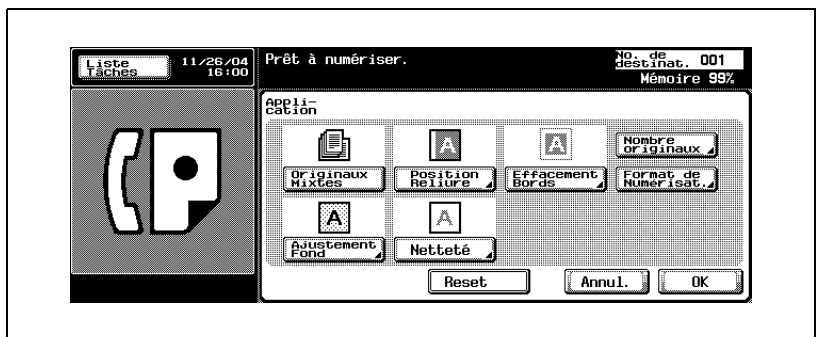 Liste
Tâches
11/26/04
16:00
Prêt à numériser.
No. de
destinat. 001
Mémoire 99%
Appli-
cation
Originaux
Mixtes
Position
Reliure
Effacement
Bords
Nombre
originaux
Format de
Numérisat.
Ajustement
Fond
Netteté
Reset
Annul.
OK